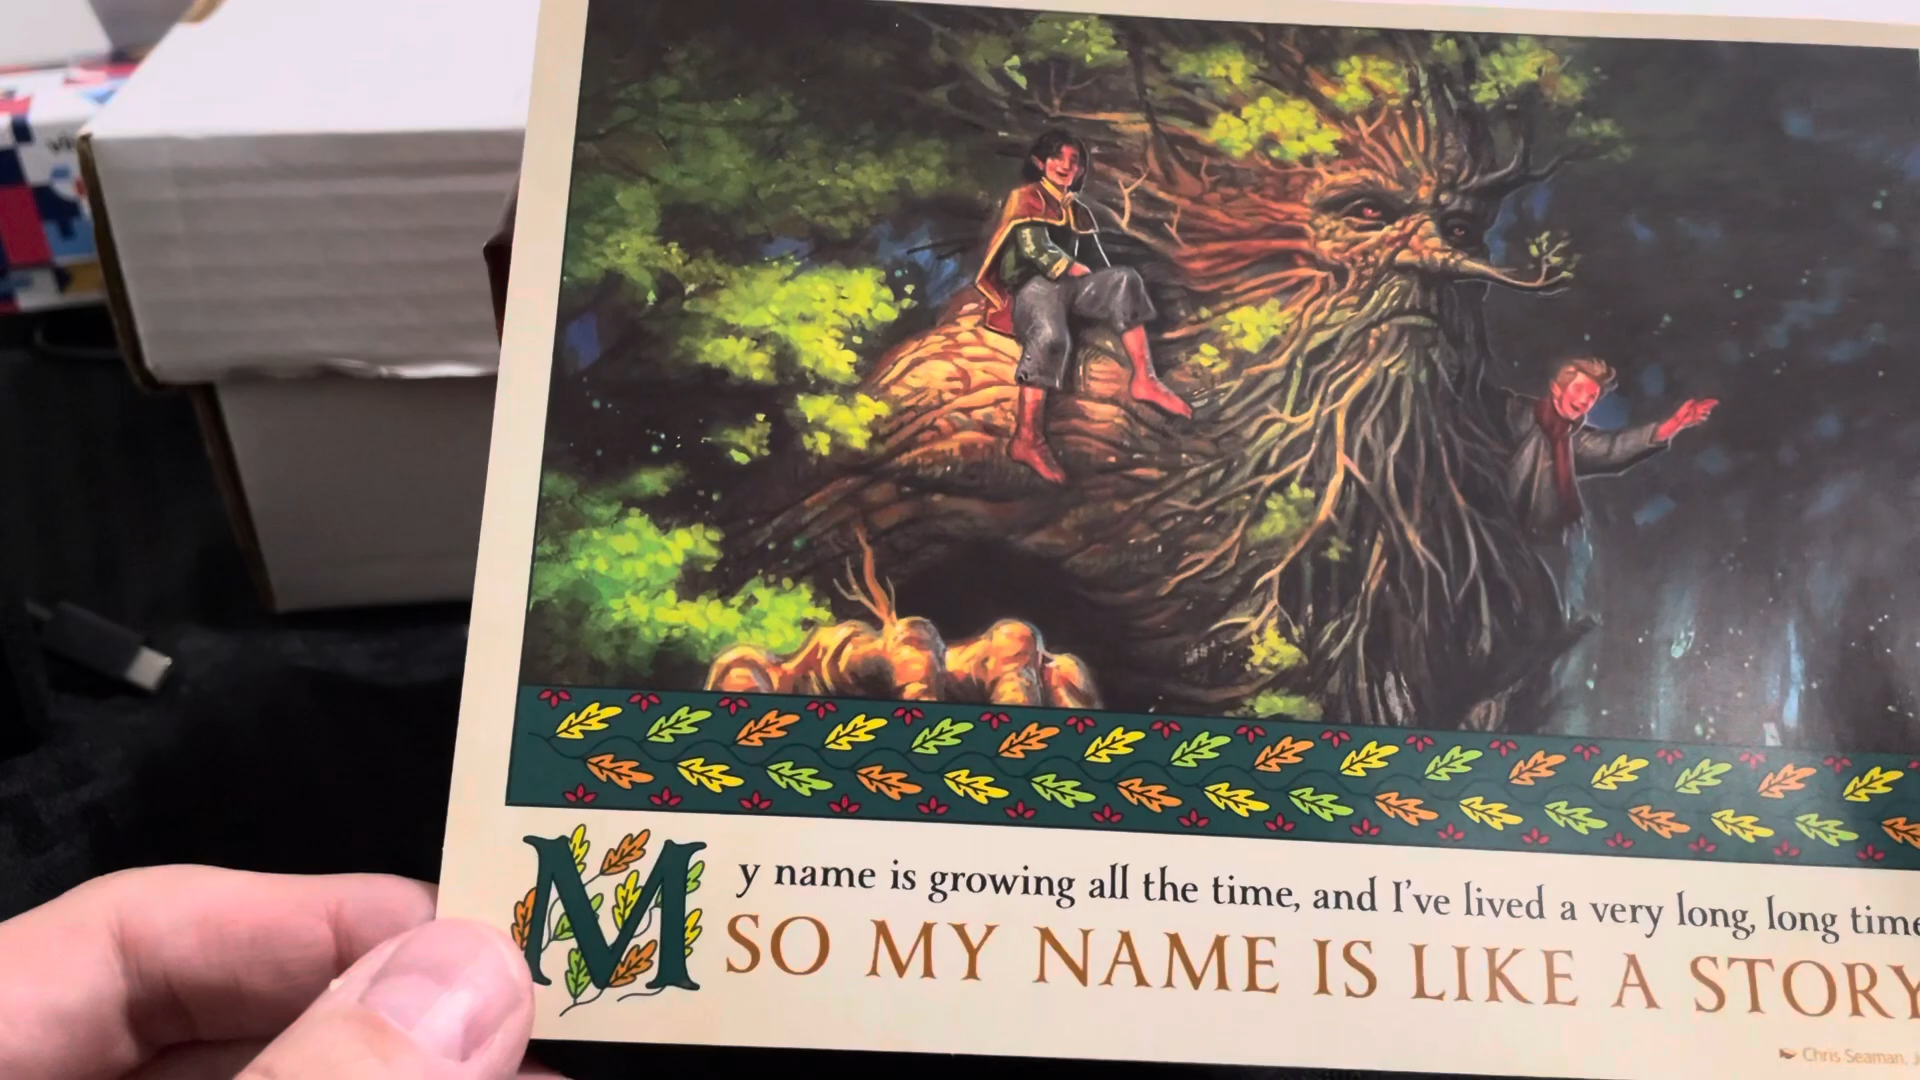 My name is growing all the time, and I've lived a very long, long time
SO MY NAME IS LIKE A STORY
Chris Seaman,